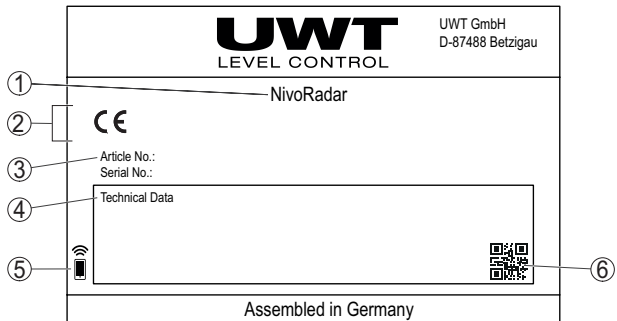 UWT
LEVEL CONTROL
UWT GmbH
D-87488 Betzigau
1
NivoRadar
2
CE
3
Article No.:
Serial No.:
4
Technical Data
5
6
Assembled in Germany